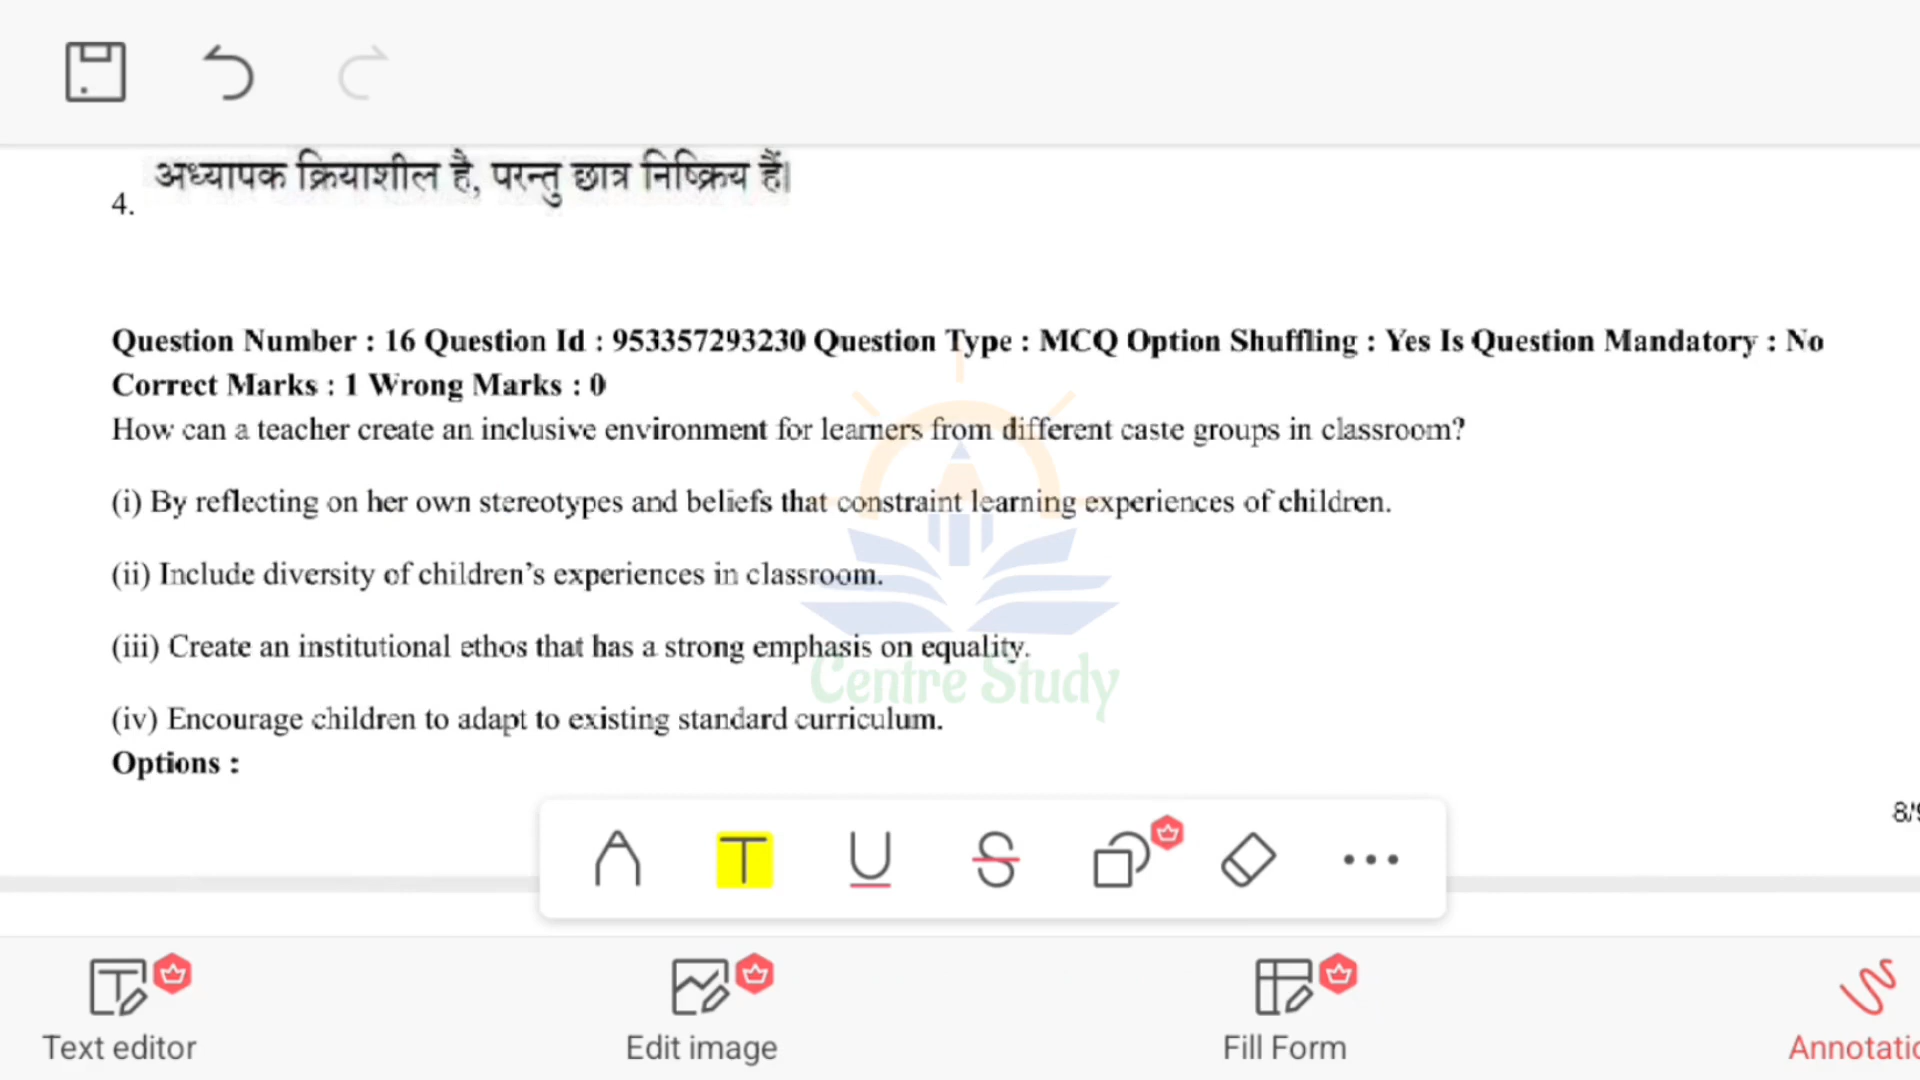 अध्यापक क्रियाशील है, परन्तु छात्र निष्क्रिय हैं।
4.
Question Number : 16 Question Id : 953357293230 Question Type : MCQ Option Shuffling : Yes Is Question Mandatory : No
Correct Marks : 1 Wrong Marks : 0
How can a teacher create an inclusive environment for learners from different caste groups in classroom?
(i) By reflecting on her own stereotypes and beliefs that constraint learning experiences of children.
(ii) Include diversity of children’s experiences in classroom.
(iii) Create an institutional ethos that has a strong emphasis on equality.
Centre Study
(iv) Encourage children to adapt to existing standard curriculum.
Options :
8/9
Text editor
Edit image
Fill Form
Annotatio